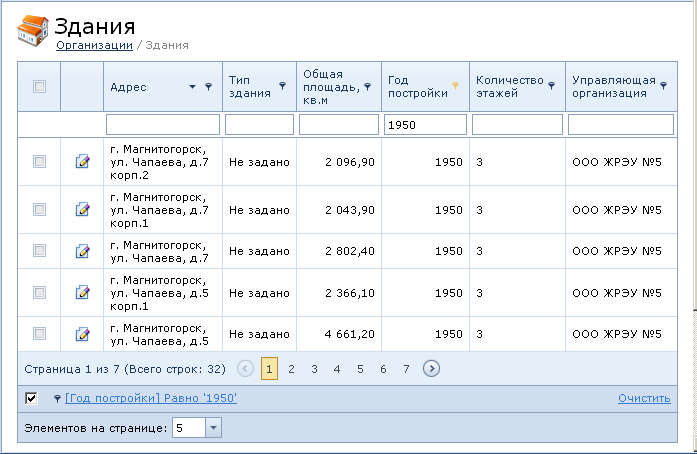 Здания
Организации / Здания
Адрес
Тип
здания
Общая
площадь,
кв.м
Год
постройки
Количество
этажей
Управляющая
организация
1950
г. Магнитогорск,
ул. Чапаева, д.7
корп.2
Не задано
2 096,90
1950
3
ООО ЖРЭУ №5
г. Магнитогорск,
ул. Чапаева, д.7
корп.1
Не задано
2 043,90
1950
3
ООО ЖРЭУ №5
г. Магнитогорск,
ул. Чапаева, д.7
Не задано
2 802,40
1950
3
ООО ЖРЭУ №5
г. Магнитогорск,
ул. Чапаева, д.5
корп.1
Не задано
2 366,10
1950
3
ООО ЖРЭУ №5
г. Магнитогорск,
ул. Чапаева, д.5
Не задано
4 661,20
1950
3
ООО ЖРЭУ №5
Страница 1 из 7 (Всего строк: 32) 1 2 3 4 5 6 7
[Год постройки] Равно '1950' Очистить
Элементов на странице: 5